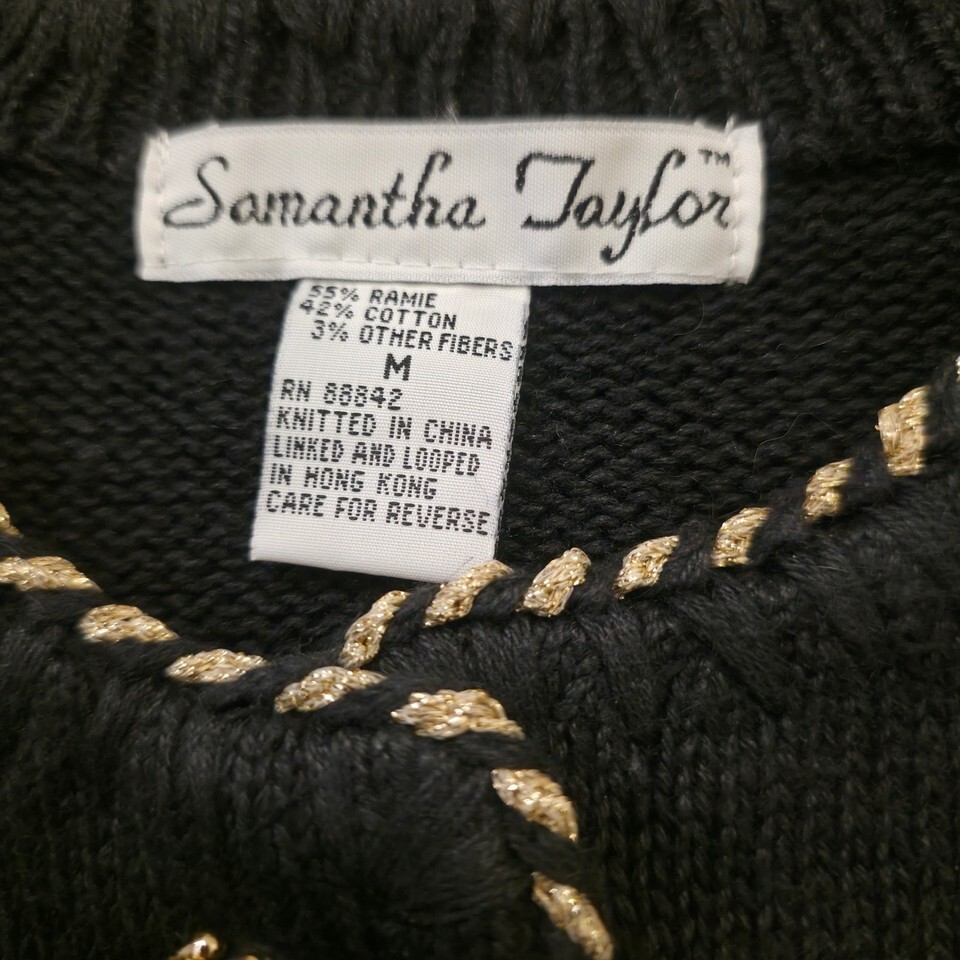 Samantha Taylor™
55% RAMIE
42% COTTON
3% OTHER FIBERS
M
RN 88842
KNITTED IN CHINA
LINKED AND LOOPED
IN HONG KONG
CARE FOR REVERSE